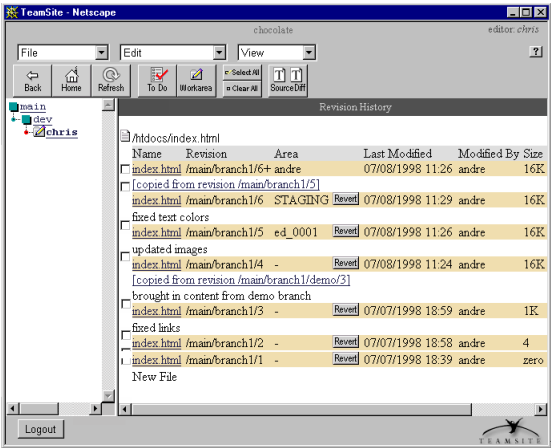 TeamSite - Netscape
chocolate
editor: chris
File Edit View ?
Back Home Refresh To Do Workarea Select All Clear All SourceDiff
main
dev
chris
Revision History
/htdocs/index.html
Name Revision Area Last Modified Modified By Size
index.html /main/branch1/6+ andre 07/08/1998 11:26 andre 16K
[copied from revision /main/branch1/5]
index.html /main/branch1/6 STAGING Revert 07/08/1998 11:29 andre 16K
fixed text colors
index.html /main/branch1/5 ed_0001 Revert 07/08/1998 11:26 andre 16K
updated images
index.html /main/branch1/4 - Revert 07/08/1998 11:24 andre 16K
[copied from revision /main/branch1/demo/3]
brought in content from demo branch
index.html /main/branch1/3 - Revert 07/07/1998 18:59 andre 1K
fixed links
index.html /main/branch1/2 - Revert 07/07/1998 18:58 andre 4
index.html /main/branch1/1 - Revert 07/07/1998 18:39 andre zero
New File
Logout
TEAMSITE